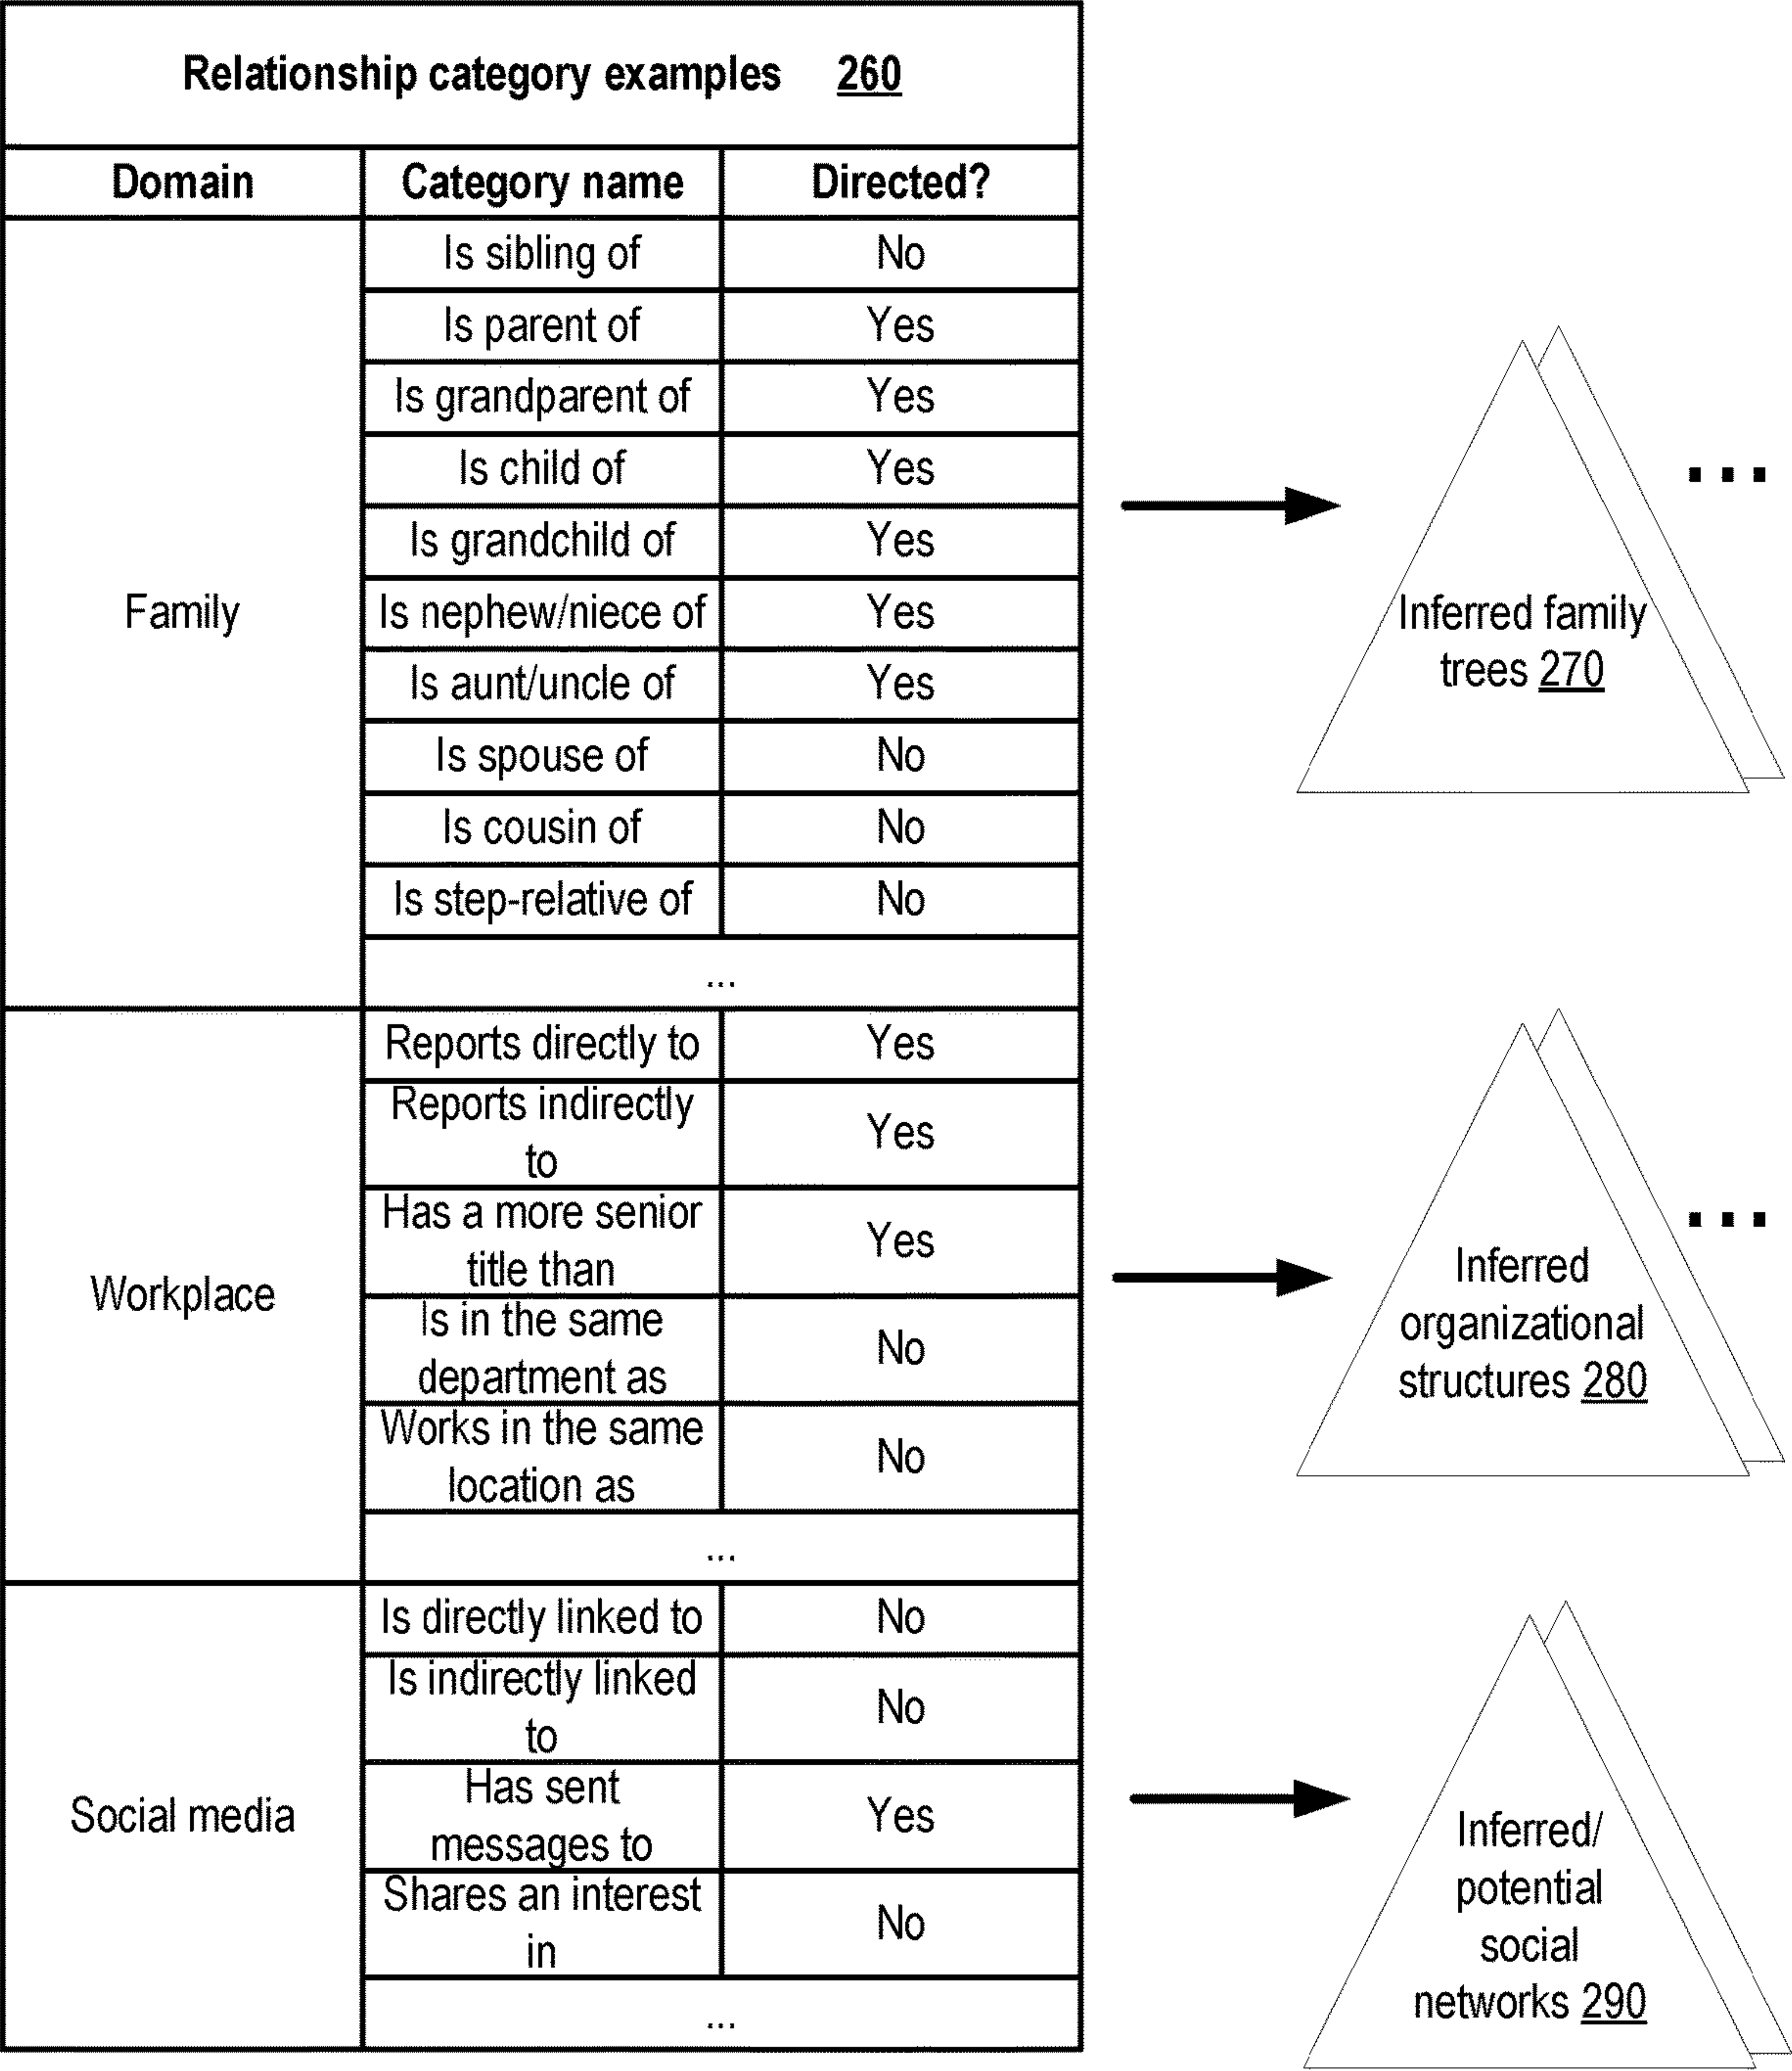 Relationship category examples 260
Domain Category name Directed?
Family
Is sibling of No
Is parent of Yes
Is grandparent of Yes
Is child of Yes
Is grandchild of Yes
Is nephew/niece of Yes
Is aunt/uncle of Yes
Is spouse of No
Is cousin of No
Is step-relative of No
...
Workplace
Reports directly to Yes
Reports indirectly
to
Yes
Has a more senior
title than
Yes
Is in the same
department as
No
Works in the same
location as
No
...
Social media
Is directly linked to No
Is indirectly linked
to
No
Has sent
messages to
Yes
Shares an interest
in
No
...
...
Inferred family
trees 270
...
Inferred
organizational
structures 280
Inferred/
potential
social
networks 290